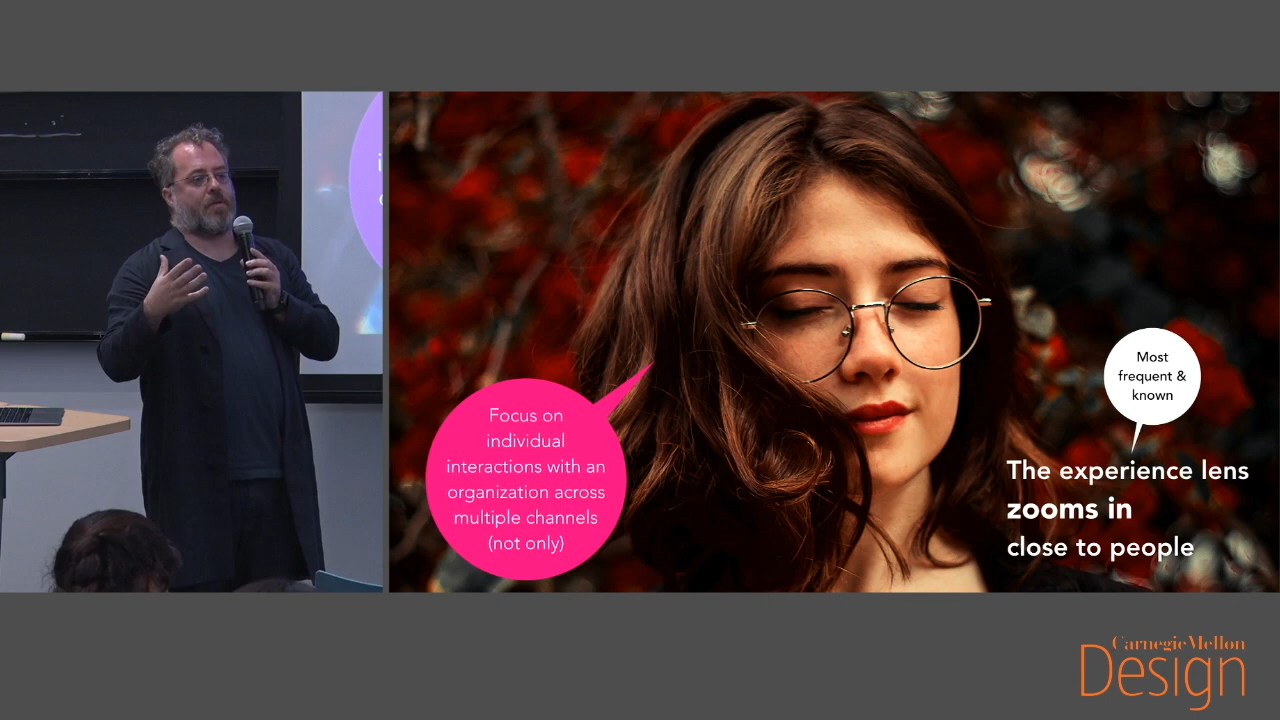 Focus on
individual
interactions with an
organization across
multiple channels
(not only)
Most
frequent &
known
The experience lens
zooms in
close to people
Carnegie Mellon
Design